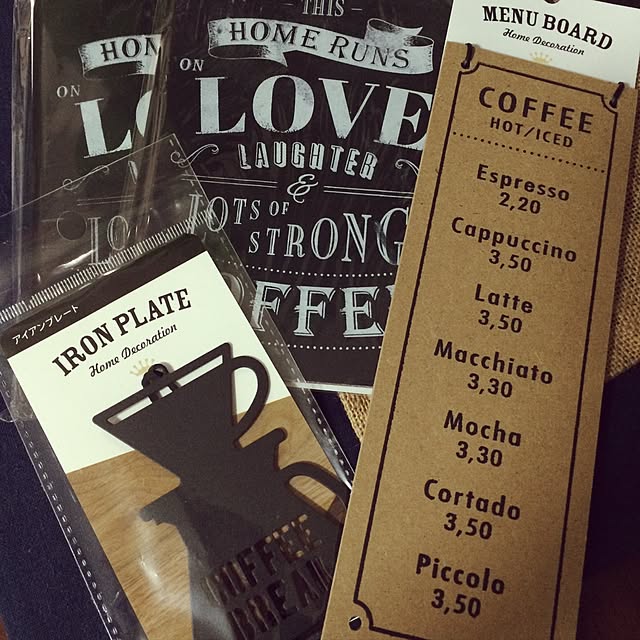 HOM
ON
L
THIS
HOME RUNS
ON
LOVE
LAUGHTER
&
LOTS OF
STRONG
OFFEE
MENU BOARD
Home Decoration
COFFEE
HOT/ICED
Espresso
2,20
Cappuccino
3,50
Latte
3,50
Macchiato
3,30
Mocha
3,30
Cortado
3,50
Piccolo
3,50
アイアンプレート
IRON PLATE
Home Decoration
COFFEE
BREAK